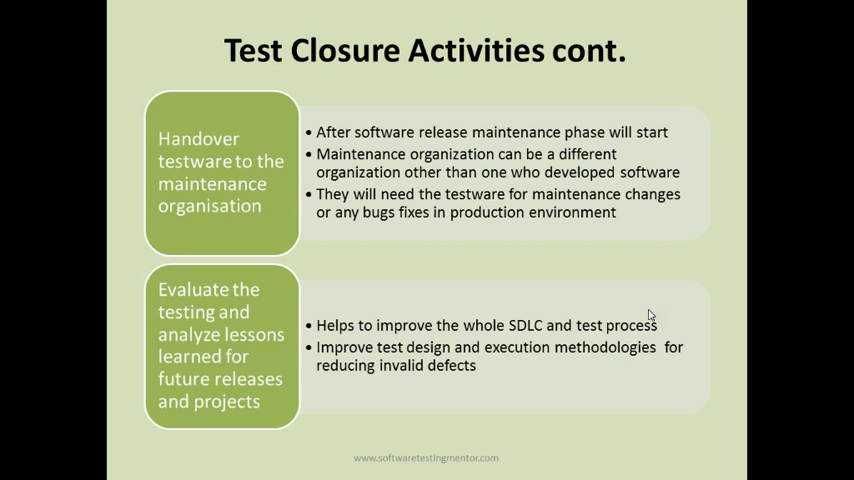 Test Closure Activities cont.
Handover
testware to the
maintenance
organisation
• After software release maintenance phase will start
• Maintenance organization can be a different
organization other than one who developed software
• They will need the testware for maintenance changes
or any bugs fixes in production environment
Evaluate the
testing and
analyze lessons
learned for
future releases
and projects
• Helps to improve the whole SDLC and test process
• Improve test design and execution methodologies for
reducing invalid defects
www.softwaretestingmentor.com